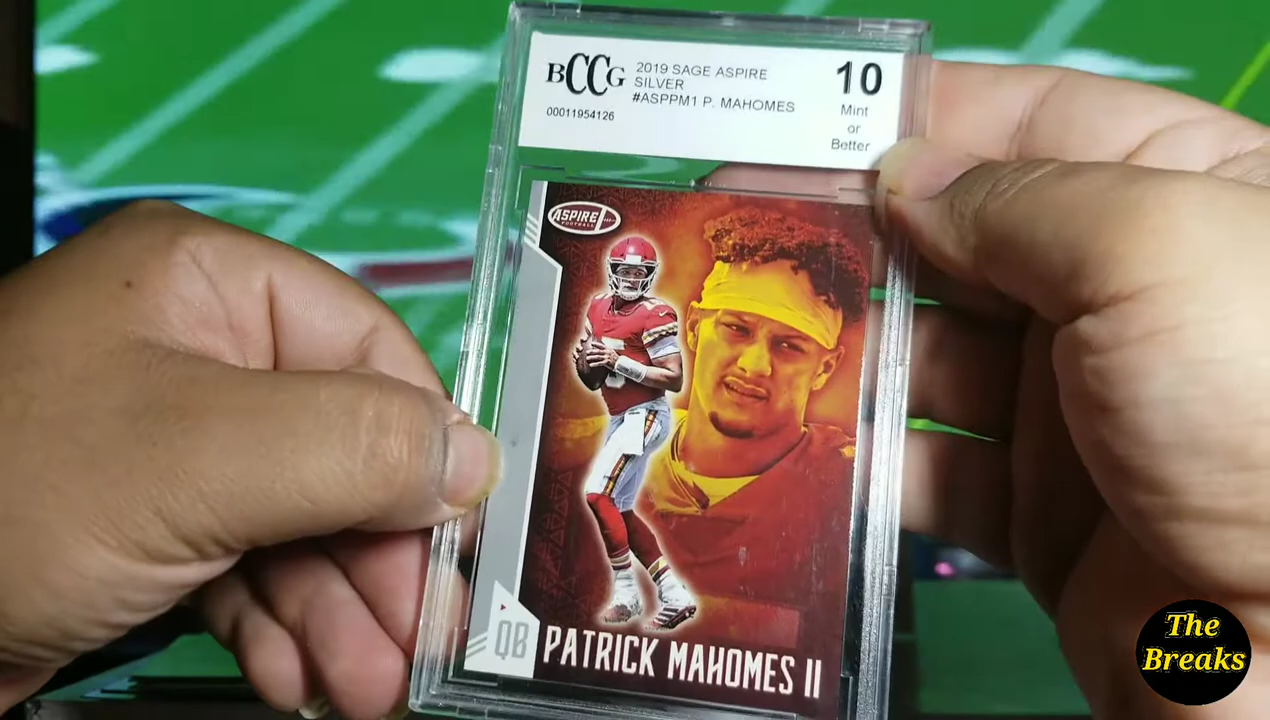 BCCG
2019 SAGE ASPIRE
SILVER
#ASPPM1 P. MAHOMES
00011954126
10
Mint
or
Better
ASPIRE
FOOTBALL
QB
PATRICK MAHOMES II
The
Breaks